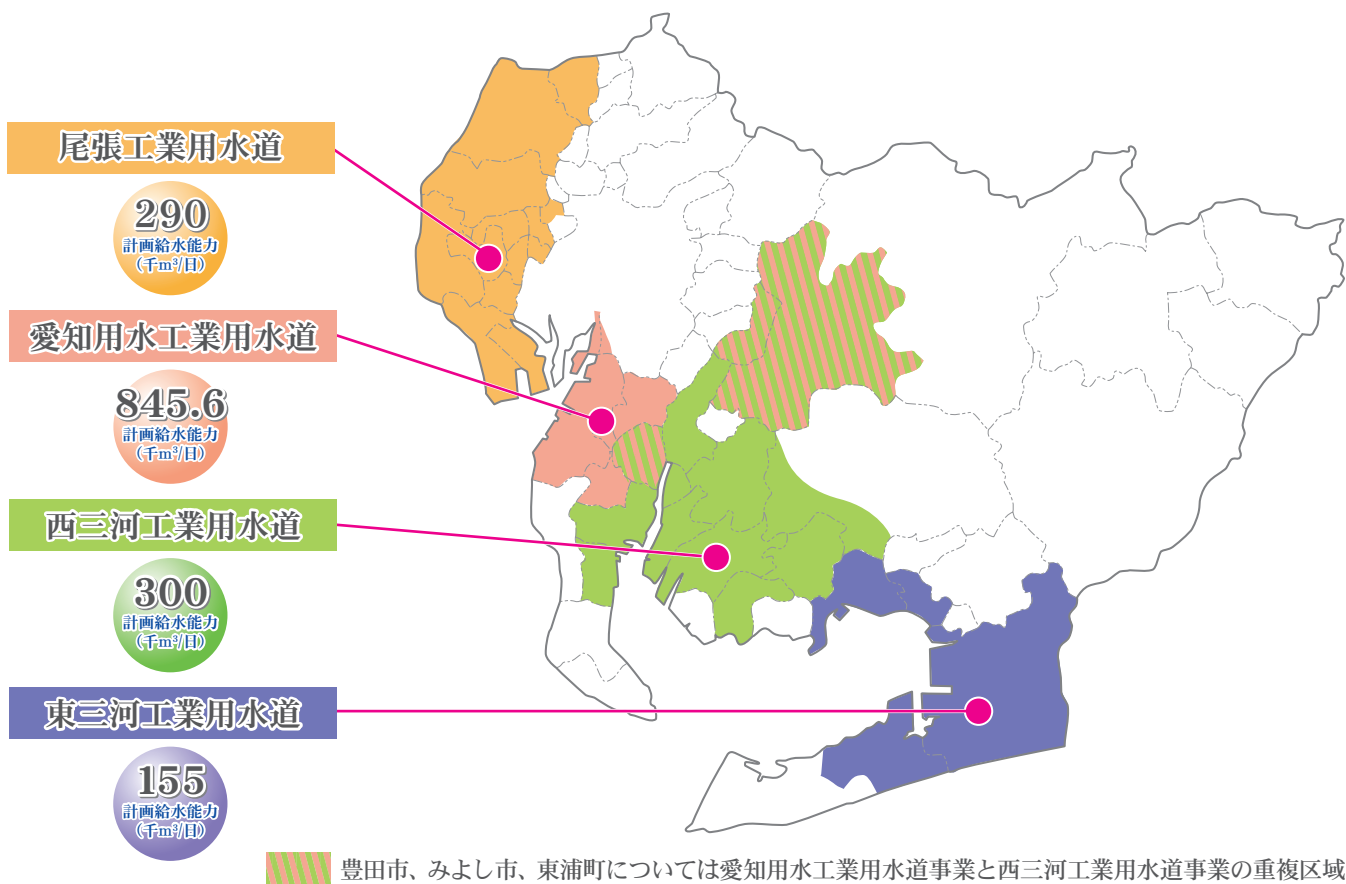 尾張工業用水道
290
計画給水能力
(千m³/日)
愛知用水工業用水道
845.6
計画給水能力
(千m³/日)
西三河工業用水道
300
計画給水能力
(千m³/日)
東三河工業用水道
155
計画給水能力
(千m³/日)
豊田市、みよし市、東浦町については愛知用水工業用水道事業と西三河工業用水道事業の重複区域